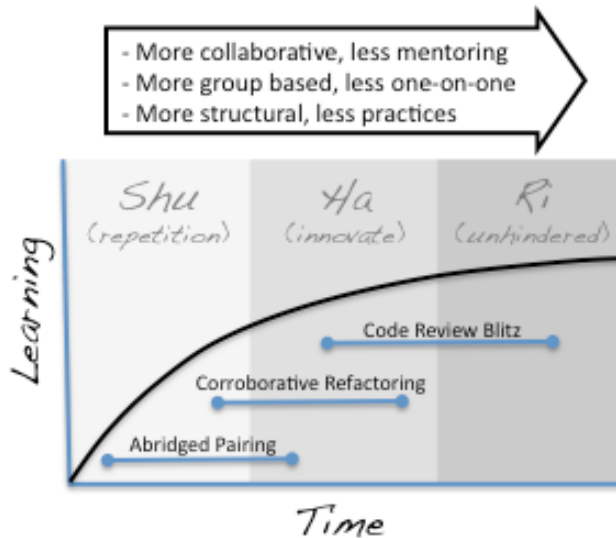 - More collaborative, less mentoring
- More group based, less one-on-one
- More structural, less practices
Shu
Ha
Ri
(repetition)
(innovate)
(unhindered)
Learning
Code Review Blitz
Corroborative Refactoring
Abridged Pairing
Time